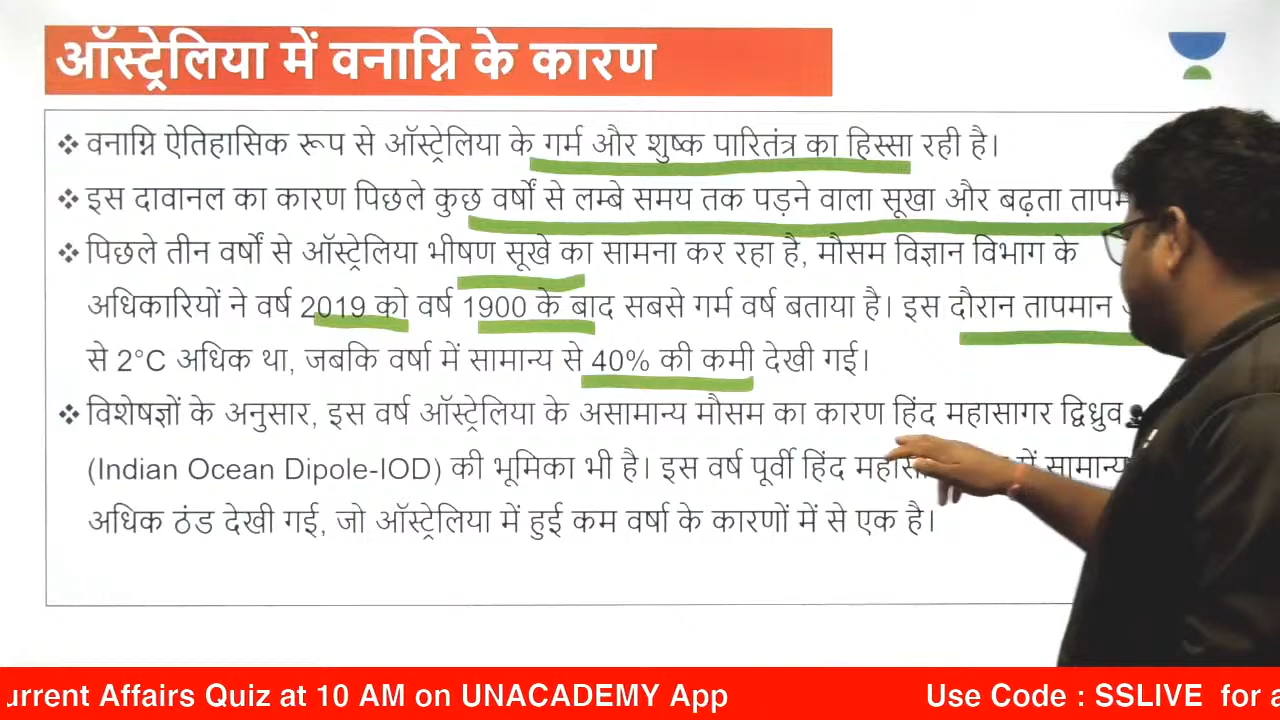 ऑस्ट्रेलिया में वनाग्नि के कारण
❖ वनाग्नि ऐतिहासिक रूप से ऑस्ट्रेलिया के गर्म और शुष्क पारितंत्र का हिस्सा रही है।
❖ इस दावानल का कारण पिछले कुछ वर्षों से लम्बे समय तक पड़ने वाला सूखा और बढ़ता
❖ पिछले तीन वर्षों से ऑस्ट्रेलिया भीषण सूखे का सामना कर रहा है, मौसम विज्ञान विभाग के
अधिकारियों ने वर्ष 2019 को वर्ष 1900 के बाद सबसे गर्म वर्ष बताया है। इस दौरान तापमान
से 2°C अधिक था, जबकि वर्षा में सामान्य से 40% की कमी देखी गई।
❖ विशेषज्ञों के अनुसार, इस वर्ष ऑस्ट्रेलिया के असामान्य मौसम का कारण हिंद महासागर द्विध्रुव
(Indian Ocean Dipole-IOD) की भूमिका भी है। इस वर्ष पूर्वी हिंद में सामान्य
अधिक ठंड देखी गई, जो ऑस्ट्रेलिया में हुई कम वर्षा के कारणों में से एक है।
urrent Affairs Quiz at 10 AM on UNACADEMY App Use Code : SSLIVE for a